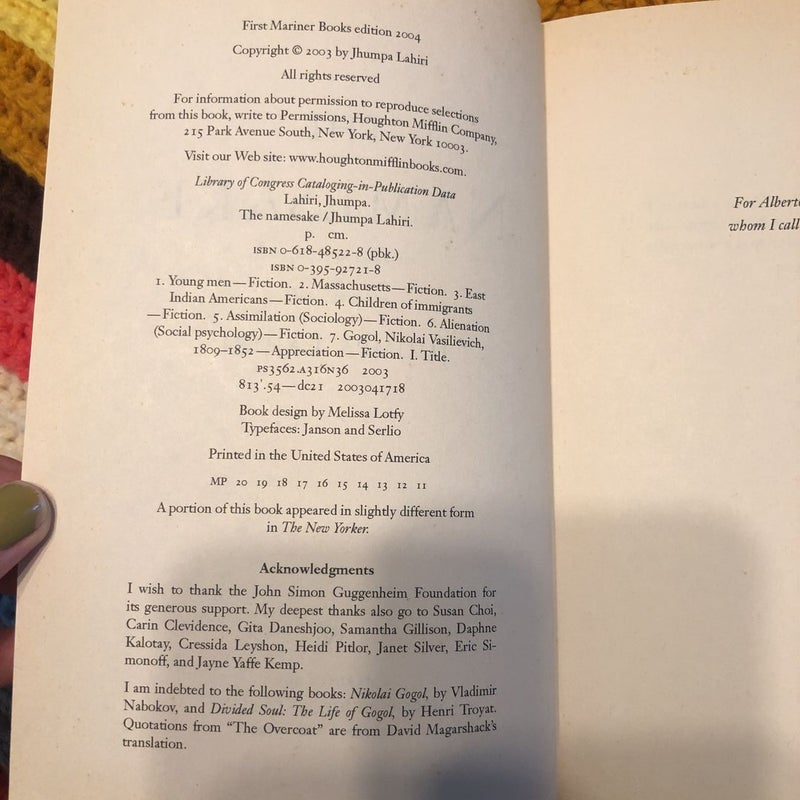 First Mariner Books edition 2004
Copyright © 2003 by Jhumpa Lahiri
All rights reserved
For information about permission to reproduce selections
from this book, write to Permissions, Houghton Mifflin Company,
215 Park Avenue South, New York, New York 10003.
Visit our Web site: www.houghtonmifflinbooks.com.
Library of Congress Cataloging-in-Publication Data
Lahiri, Jhumpa.
The namesake / Jhumpa Lahiri.
p. cm.
ISBN 0-618-48522-8 (pbk.)
ISBN 0-395-92721-8
1. Young men—Fiction. 2. Massachusetts—Fiction. 3. East
Indian Americans—Fiction. 4. Children of immigrants
—Fiction. 5. Assimilation (Sociology)—Fiction. 6. Alienation
(Social psychology)—Fiction. 7. Gogol, Nikolai Vasilievich,
1809–1852—Appreciation—Fiction. I. Title.
PS3562.A316N36 2003
813'.54—dc21 2003041718
Book design by Melissa Lotfy
Typefaces: Janson and Serlio
Printed in the United States of America
MP 20 19 18 17 16 15 14 13 12 11
A portion of this book appeared in slightly different form
in The New Yorker.
Acknowledgments
I wish to thank the John Simon Guggenheim Foundation for
its generous support. My deepest thanks also go to Susan Choi,
Carin Clevidence, Gita Daneshjoo, Samantha Gillison, Daphne
Kalotay, Cressida Leyshon, Heidi Pitlor, Janet Silver, Eric Si-
monoff, and Jayne Yaffe Kemp.
I am indebted to the following books: Nikolai Gogol, by Vladimir
Nabokov, and Divided Soul: The Life of Gogol, by Henri Troyat.
Quotations from “The Overcoat” are from David Magarshack’s
translation.
For Albert
whom I call